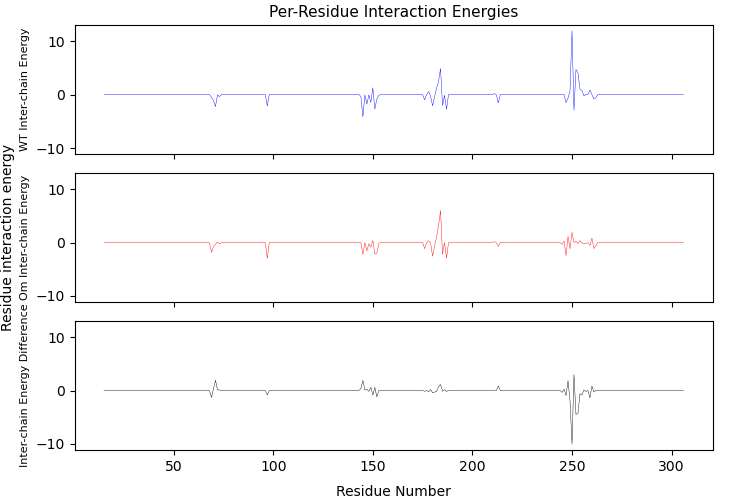 Per-Residue Interaction Energies
WT Inter-chain Energy
10
0
−10
Residue interaction energy
Om Inter-chain Energy
10
0
−10
Inter-chain Energy Difference
10
0
−10
50
100
150
200
250
300
Residue Number